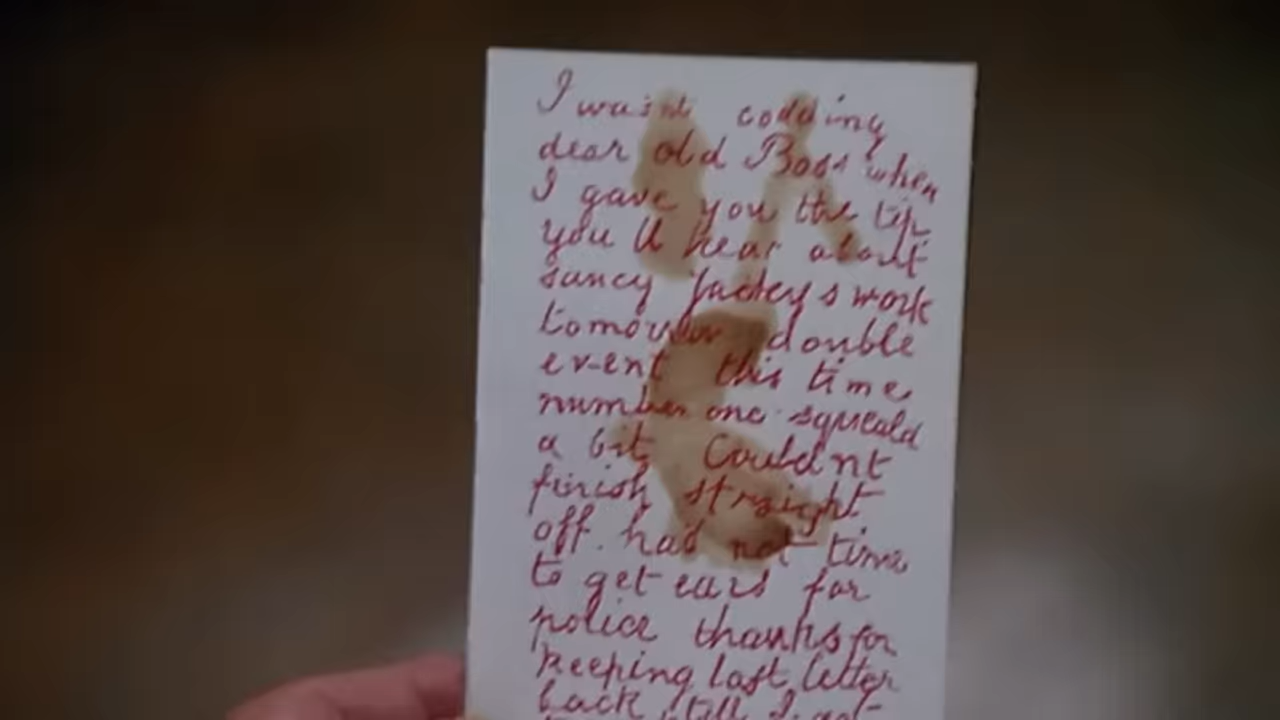 I wasnt codding
dear old Boss when
I gave you the tip
you ll hear about
saucy Jackys work
tomorrow double
event this time
number one squeald
a bit Couldnt
finish straight
off. had not time
to get ears for
police thanks for
keeping last letter
back till I got